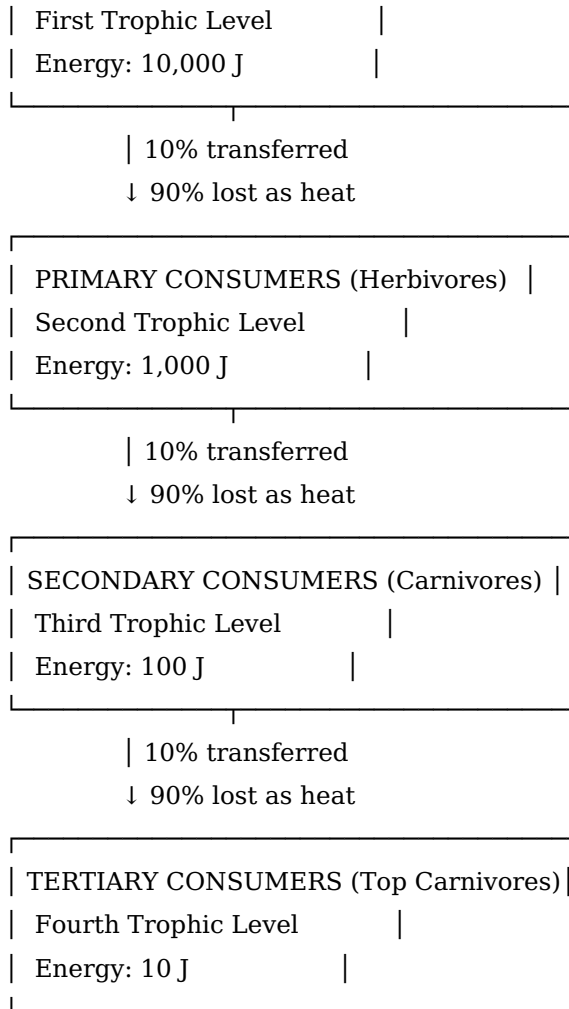 │ First Trophic Level │
│ Energy: 10,000 J │
│ 10% transferred
↓ 90% lost as heat
│ PRIMARY CONSUMERS (Herbivores) │
│ Second Trophic Level │
│ Energy: 1,000 J │
│ 10% transferred
↓ 90% lost as heat
│ SECONDARY CONSUMERS (Carnivores) │
│ Third Trophic Level │
│ Energy: 100 J │
│ 10% transferred
↓ 90% lost as heat
│ TERTIARY CONSUMERS (Top Carnivores)│
│ Fourth Trophic Level │
│ Energy: 10 J │